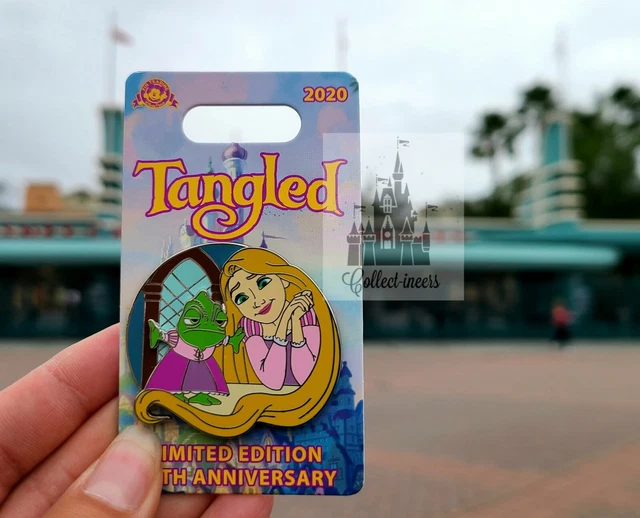 2020
Tangled
Collect-ineers
IMITED EDITION
TH ANNIVERSARY